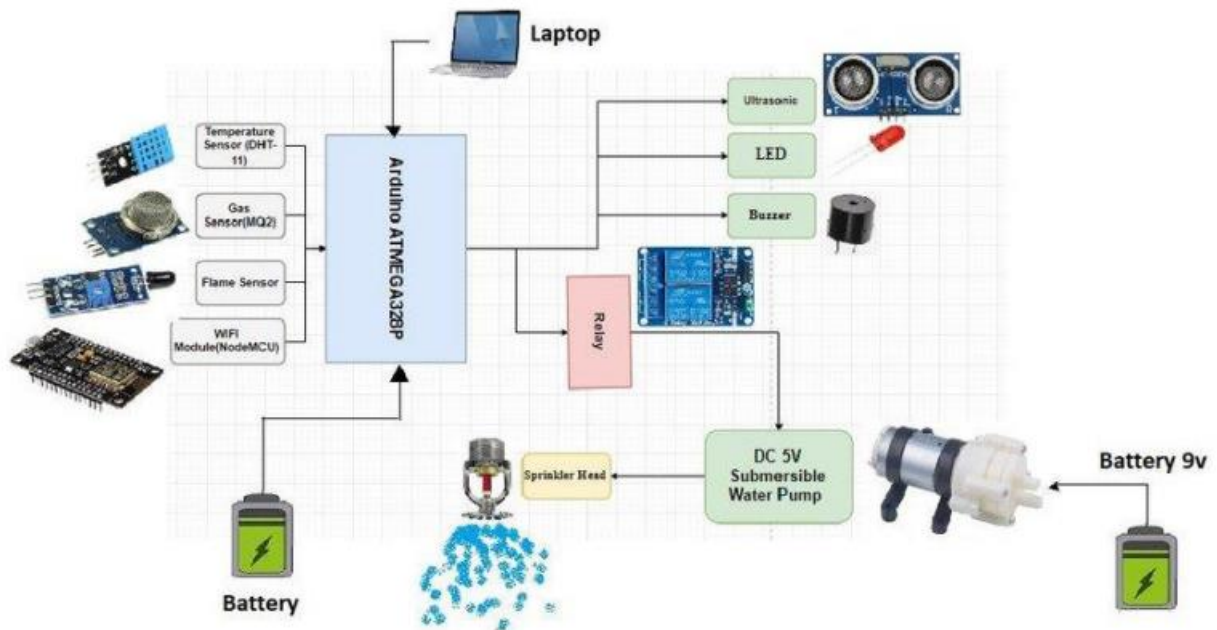 Laptop
Ultrasonic
Temperature
Sensor (DHIT-
11)
LED
Gas
Sensor(MQ2)
Buzzer
Arduino ATMEGA328P
Flame Sensor
Relay
WIFI
Module(NodeMCU)
DC 5V
Submersible
Water Pump
Sprinkler Head
Battery 9v
Battery